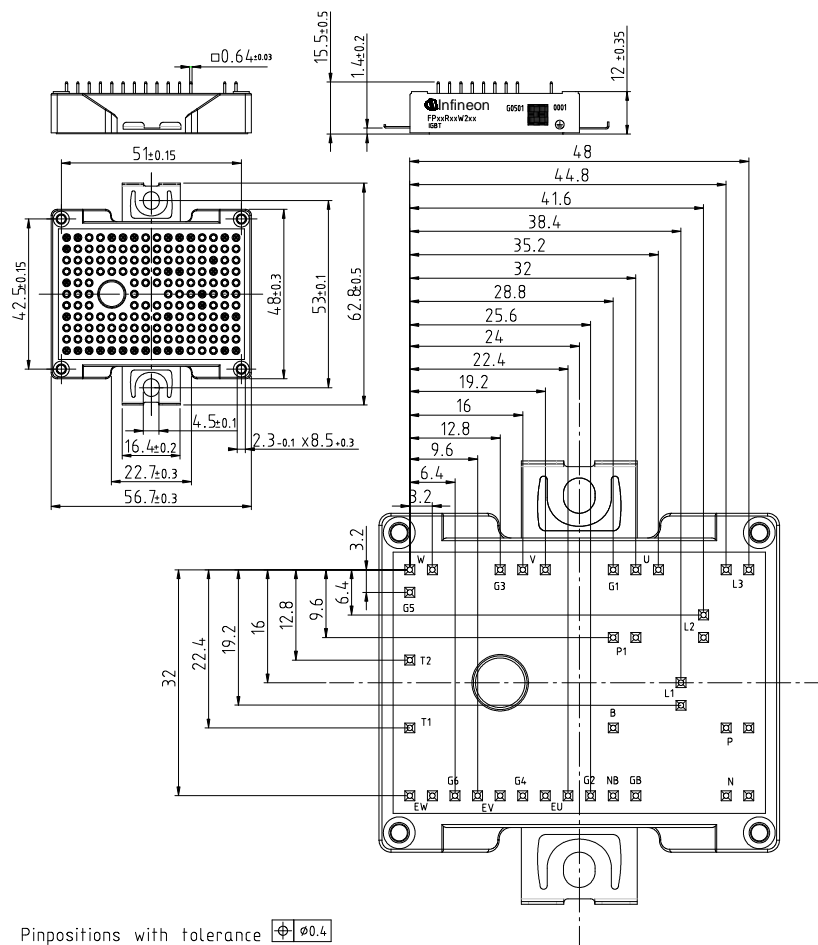 □0.64±0.03
15.5±0.5
1.4±0.2
12 ±0.35
Infineon
G0501
0001
FPxxRxxW2xx
IGBT
51±0.15
48
44.8
41.6
38.4
35.2
32
28.8
25.6
24
22.4
19.2
16
12.8
9.6
6.4
3.2
42.5±0.15
48±0.3
53±0.1
62.8±0.5
4.5±0.1
16.4±0.2
2.3-0.1 x8.5+0.3
22.7±0.3
56.7±0.3
3.2
6.4
9.6
12.8
16
19.2
22.4
32
W
G3
V
G1
U
L3
G5
L2
P1
T2
L1
T1
B
P
G6
G4
G2
NB
GB
N
EW
EV
EU
Pinpositions with tolerance ⌖ ø0.4